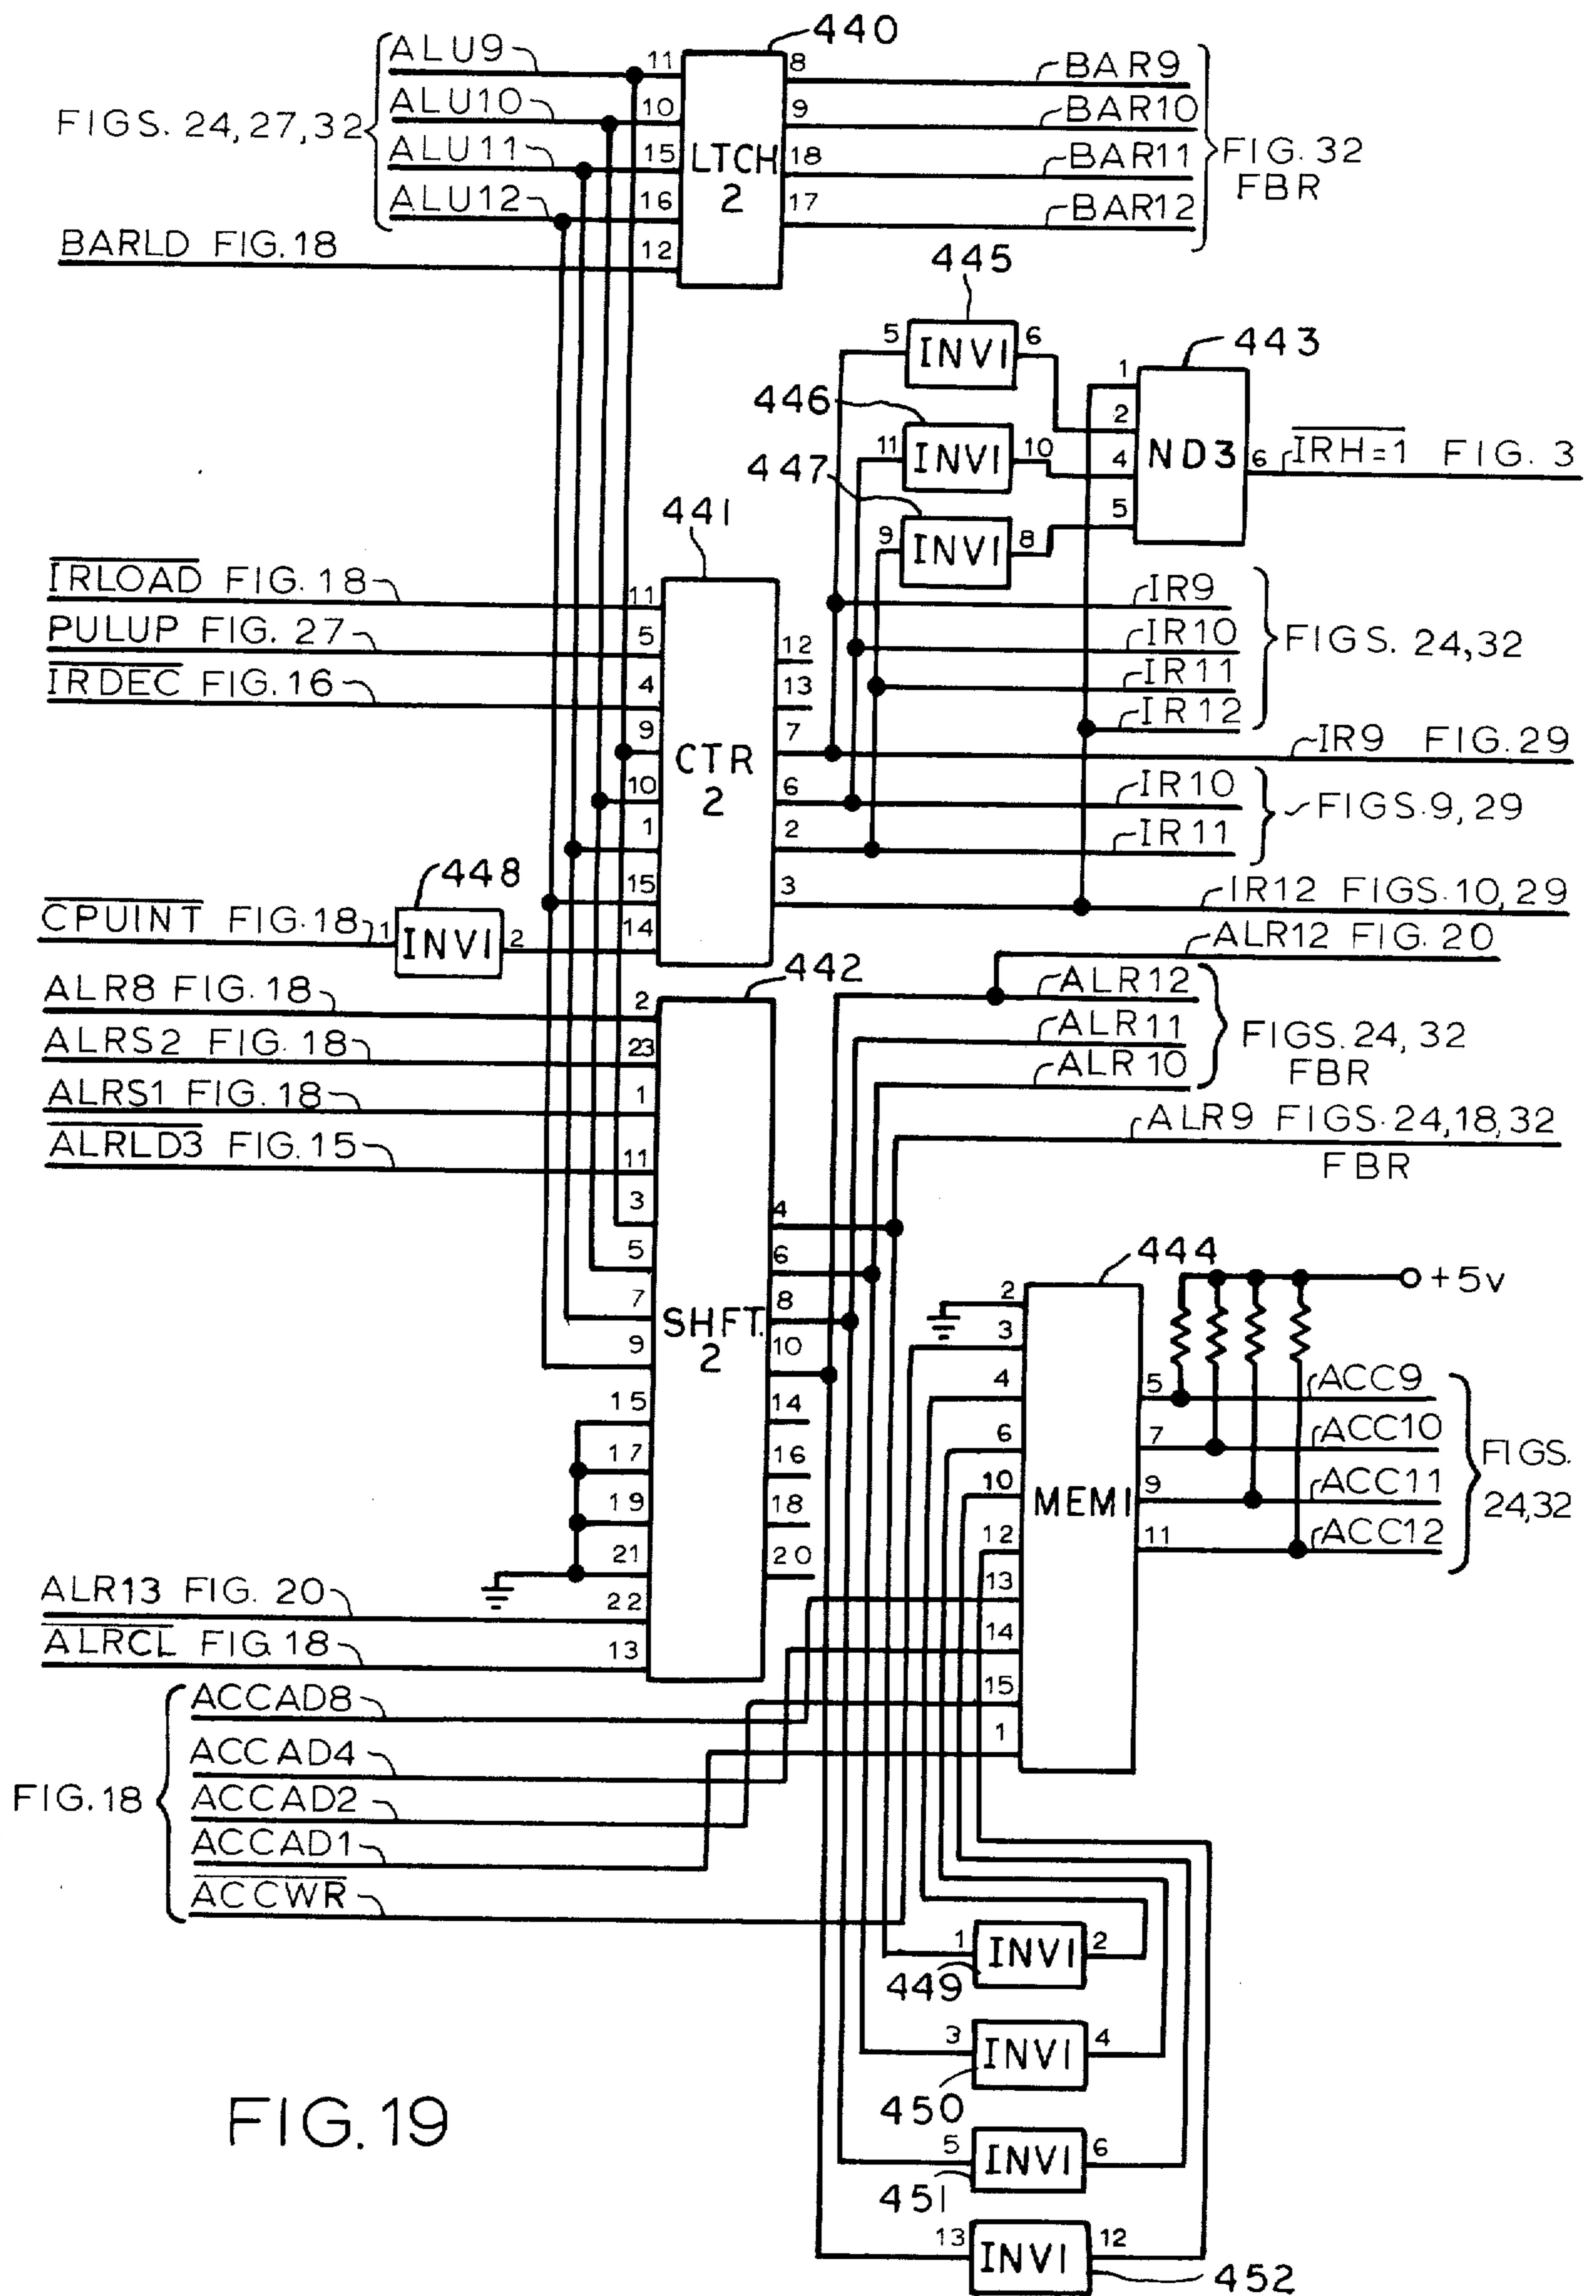 440
ALU9 11 8 BAR9
ALU10 10 9 BAR10
FIGS. 24,27,32
ALU11 15 LTCH 18 BAR11
FIG. 32
FBR
ALU12 16 2 17 BAR12
BARLD FIG. 18 12
445
5 INV1 6
443
1
446
2
11 INV1 10
4 ND3 6 IRH=1 FIG. 3
447
5
9 INV1 8
441
IRLOAD FIG. 18 11
IR9
PULUP FIG. 27 5 12
IR10
FIGS. 24,32
IRDEC FIG. 16 4 13
IR11
IR12
9 CTR 7
IR9 FIG. 29
10 2 6
IR10
FIGS. 9,29
1 2
IR11
448
15 3
IR12 FIGS. 10,29
CPUINT FIG. 18 1 INV1 2 14
ALR12 FIG. 20
442
ALR8 FIG. 18 2
ALR12
ALRS2 FIG. 18 23
ALR11
FIGS. 24, 32
FBR
ALR10
ALRS1 FIG. 18 1
ALR9 FIGS. 24,18,32
FBR
ALRLD3 FIG. 15 11
3 4
5 6
7 8
SHFT.
2
9 10
15 14
17 16
19 18
21 20
ALR13 FIG. 20 22
ALRCL FIG. 18 13
444
+5v
2
3
4 5 ACC9
6 7 ACC10
FIGS.
24,32
10 MEM1 9 ACC11
12 11 ACC12
13
14
15
1
ACCAD8
ACCAD4
FIG. 18
ACCAD2
ACCAD1
ACCWR
1 INV1 2
449
3 INV1 4
450
5 INV1 6
451
13 INV1 12
452
FIG. 19